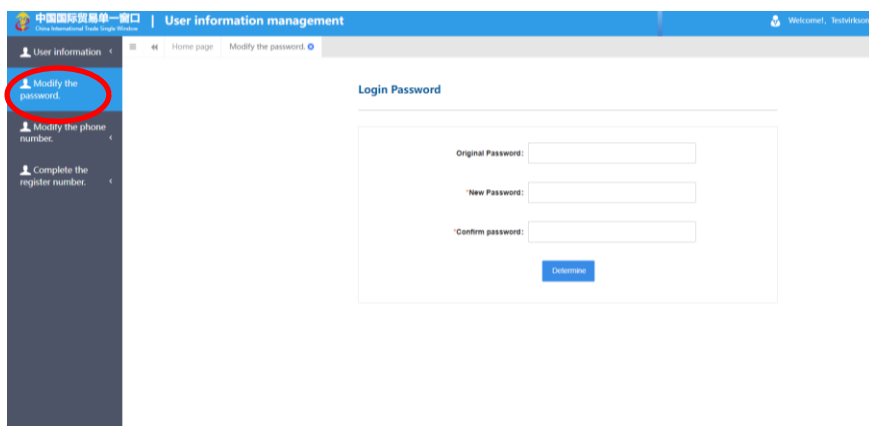 中国国际贸易单一窗口 | User information management
China International Trade Single Window
Welcome!, Testvirkson
User information
Home page
Modify the password.
Modify the
password.
Modify the phone
number.
Complete the
register number.
Login Password
Original Password:
*New Password:
*Confirm password:
Determine